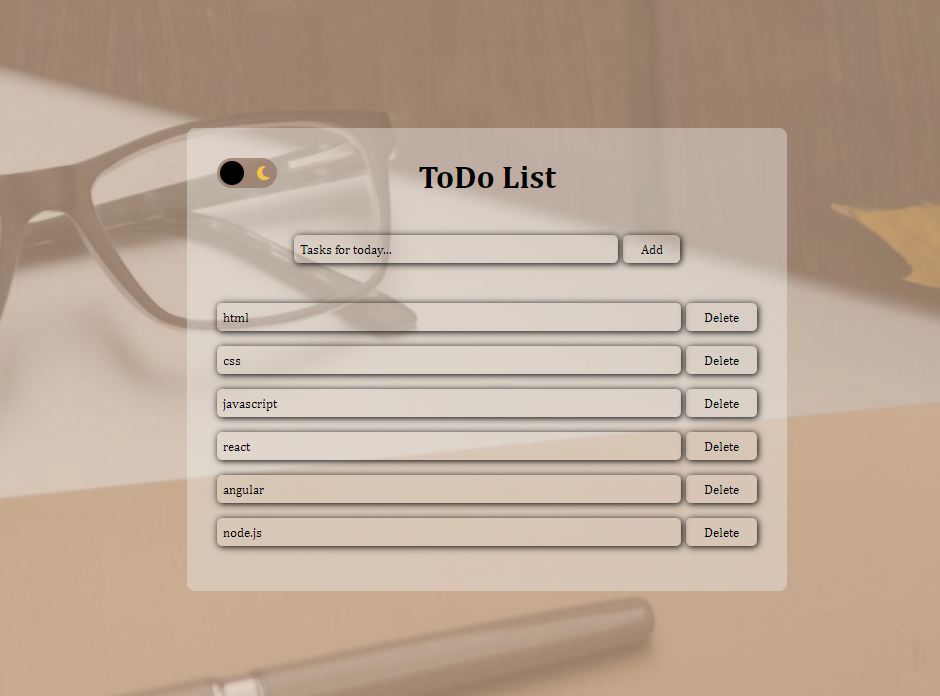 ToDo List
Tasks for today... Add
html Delete
css Delete
javascript Delete
react Delete
angular Delete
node.js Delete